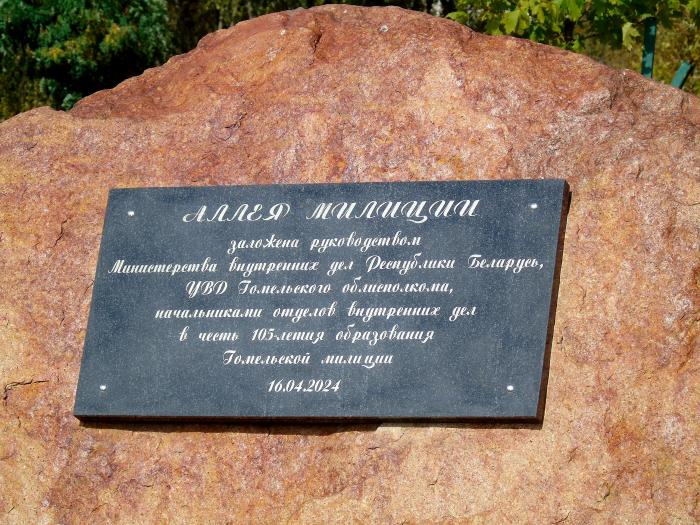 АЛЛЕЯ МИЛИЦИИ
заложена руководством
Министерства внутренних дел Республики Беларусь,
УВД Гомельского облисполкома,
начальниками отделов внутренних дел
в честь 105-летия образования
Гомельской милиции
16.04.2024